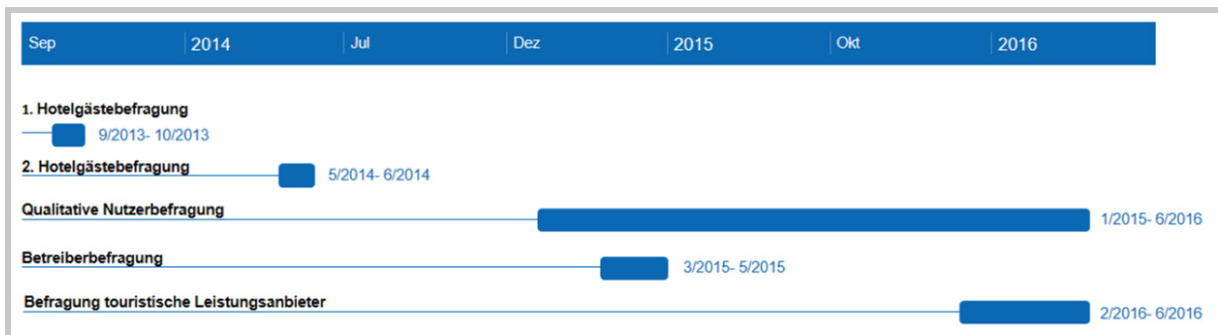 Sep 2014 Jul Dez 2015 Okt 2016
1. Hotelgästebefragung
9/2013- 10/2013
2. Hotelgästebefragung
5/2014- 6/2014
Qualitative Nutzerbefragung
1/2015- 6/2016
Betreiberbefragung
3/2015- 5/2015
Befragung touristische Leistungsanbieter
2/2016- 6/2016